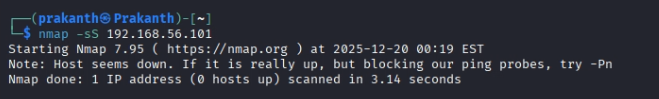 ┌──(prakanth㉿Prakanth)-[~]
└─$ nmap -sS 192.168.56.101
Starting Nmap 7.95 ( https://nmap.org ) at 2025-12-20 00:19 EST
Note: Host seems down. If it is really up, but blocking our ping probes, try -Pn
Nmap done: 1 IP address (0 hosts up) scanned in 3.14 seconds